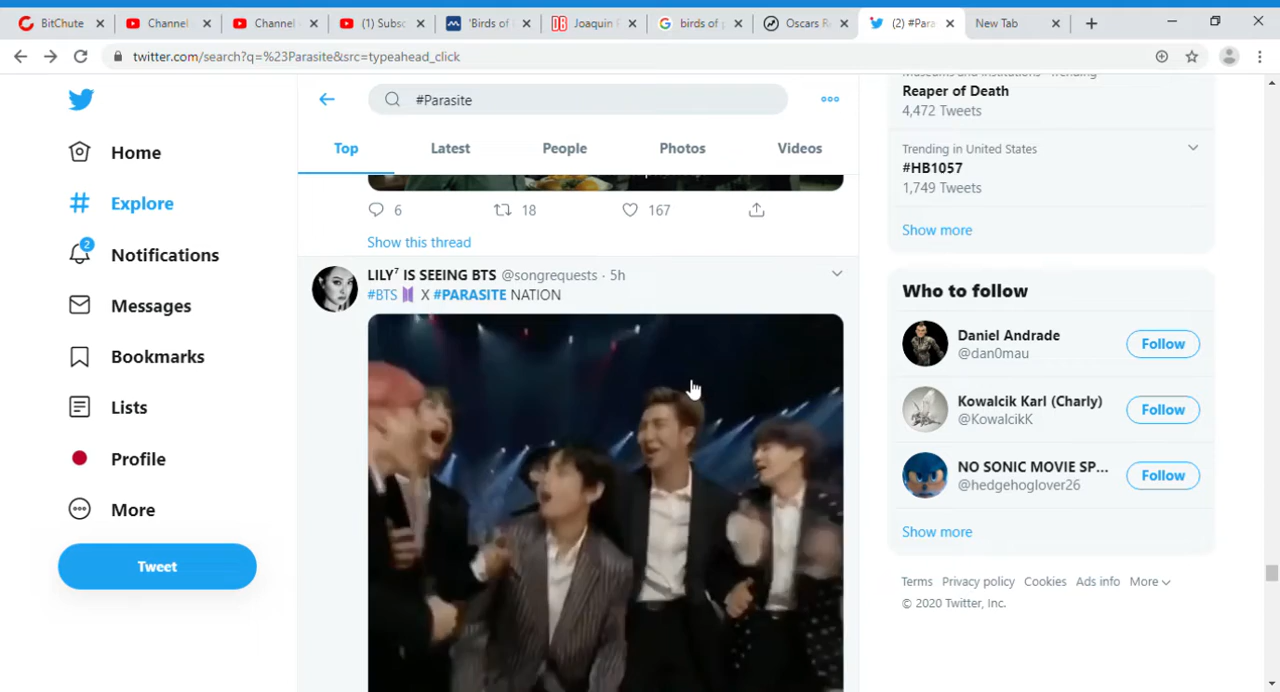 BitChute
Channel
Channel
(1) Subsc
'Birds of
Joaquin
birds of
Oscars R
(2) #Para
New Tab
twitter.com/search?q=%23Parasite&src=typeahead_click
Home
Explore
2
Notifications
Messages
Bookmarks
Lists
Profile
More
Tweet
#Parasite
Top
Latest
People
Photos
Videos
6
18
167
Show this thread
LILY⁷ IS SEEING BTS @songrequests · 5h
#BTS X #PARASITE NATION
Museums and institutions · Trending
Reaper of Death
4,472 Tweets
Trending in United States
#HB1057
1,749 Tweets
Show more
Who to follow
Daniel Andrade
@dan0mau
Follow
Kowalcik Karl (Charly)
@KowalcikK
Follow
NO SONIC MOVIE SP...
@hedgehoglover26
Follow
Show more
Terms Privacy policy Cookies Ads info More
© 2020 Twitter, Inc.